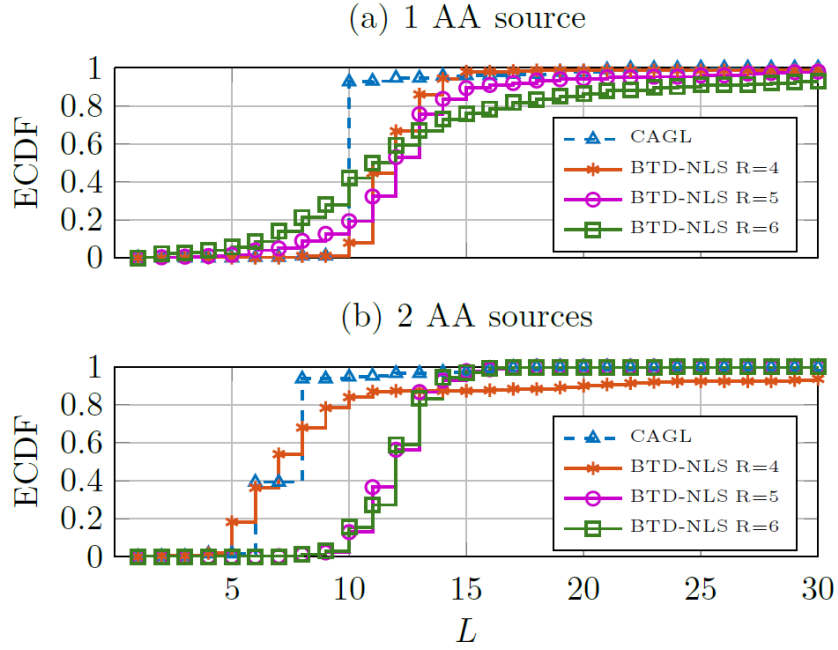 (a) 1 AA source
1
0.8
0.6
0.4
0.2
0
ECDF
CAGL
BTD-NLS R=4
BTD-NLS R=5
BTD-NLS R=6
(b) 2 AA sources
1
0.8
0.6
0.4
0.2
0
ECDF
CAGL
BTD-NLS R=4
BTD-NLS R=5
BTD-NLS R=6
5 10 15 20 25 30
L